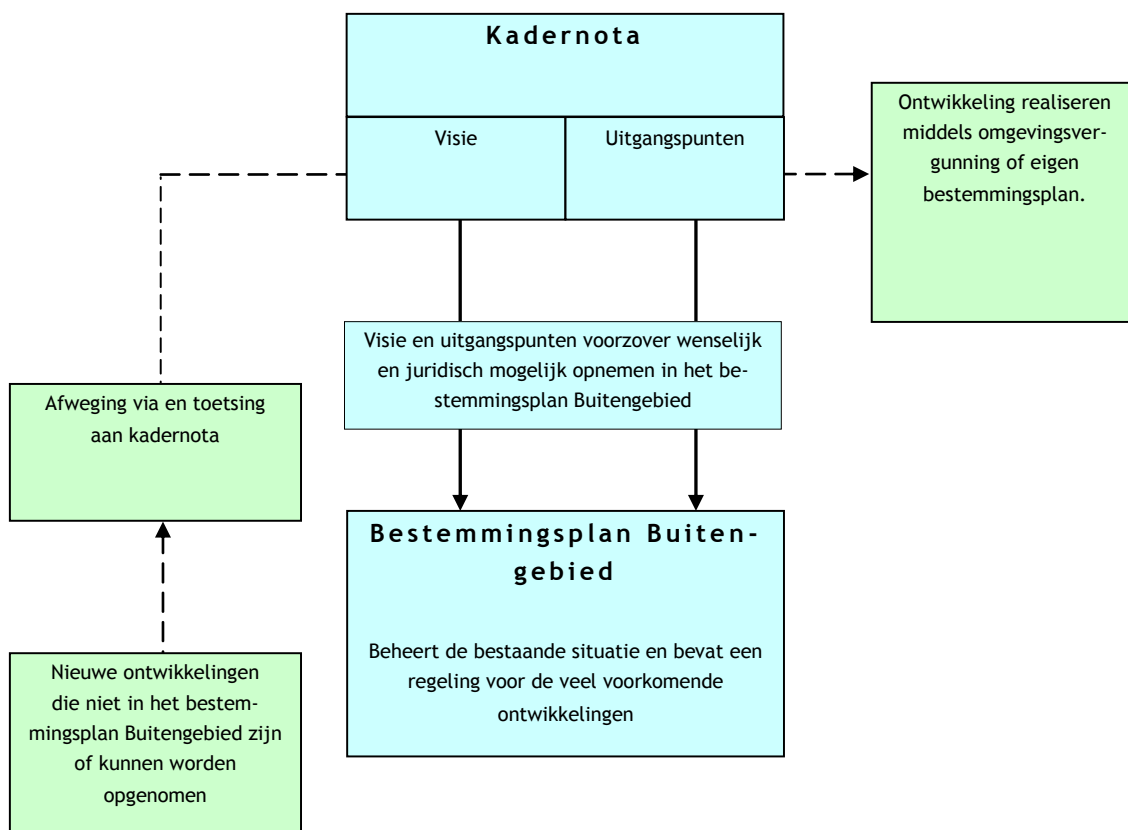 Kadernota
Visie
Uitgangspunten
Ontwikkeling realiseren
middels omgevingsver-
gunning of eigen
bestemmingsplan.
Visie en uitgangspunten voorzover wenselijk
en juridisch mogelijk opnemen in het be-
stemmingsplan Buitengebied
Afweging via en toetsing
aan kadernota
Bestemmingsplan Buiten-
gebied
Beheert de bestaande situatie en bevat een
regeling voor de veel voorkomende
ontwikkelingen
Nieuwe ontwikkelingen
die niet in het bestem-
mingsplan Buitengebied zijn
of kunnen worden
opgenomen